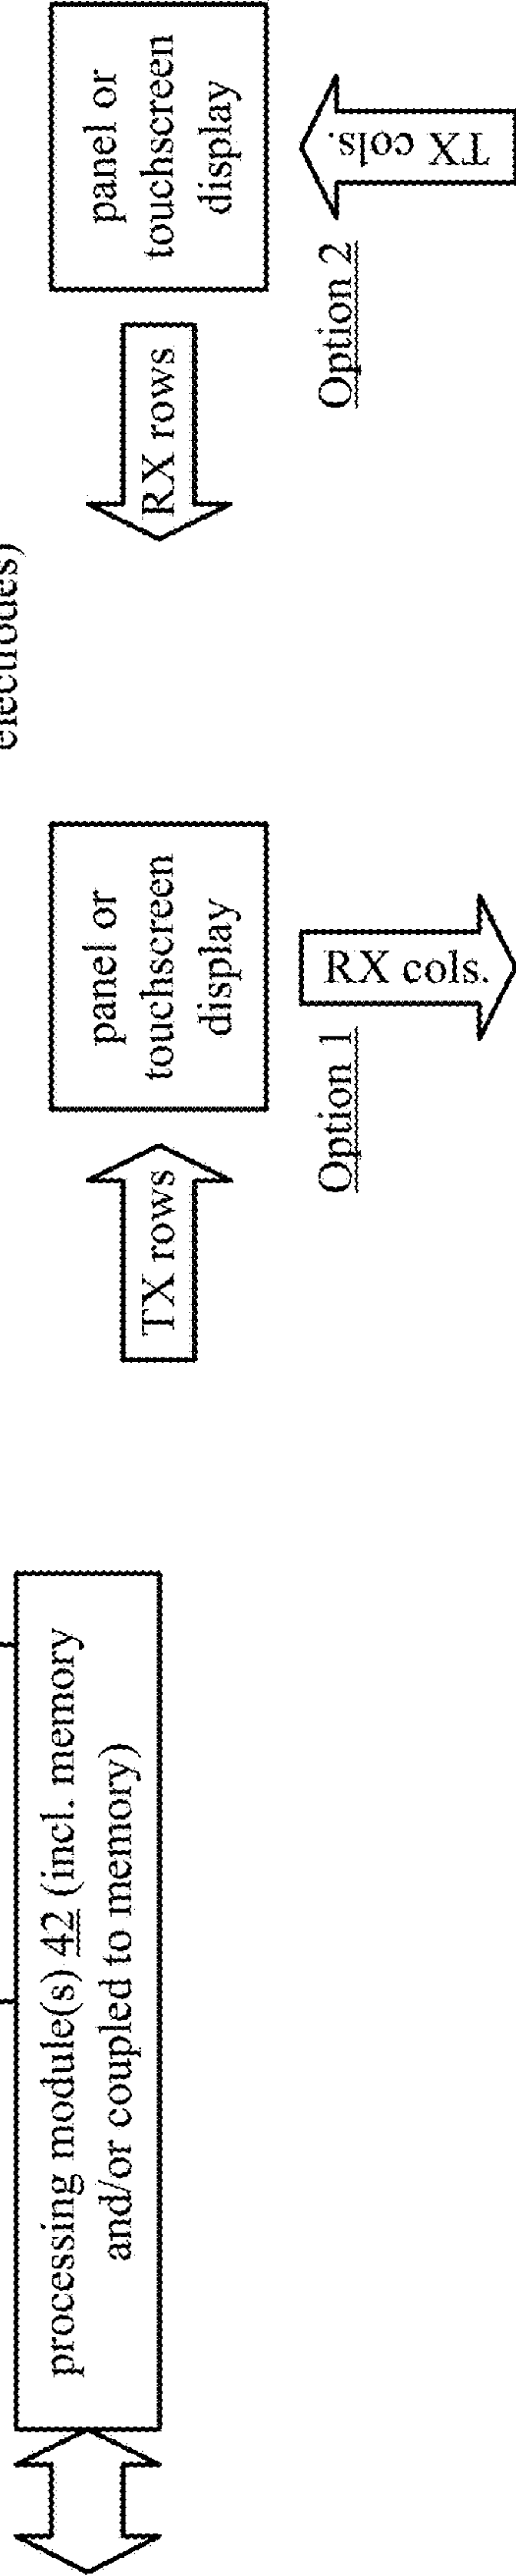 electrodes)
processing module(s) 42 (incl. memory
and/or coupled to memory)
TX rows
panel or
touchscreen
display
Option 1
RX cols.
RX rows
panel or
touchscreen
display
Option 2
TX cols.